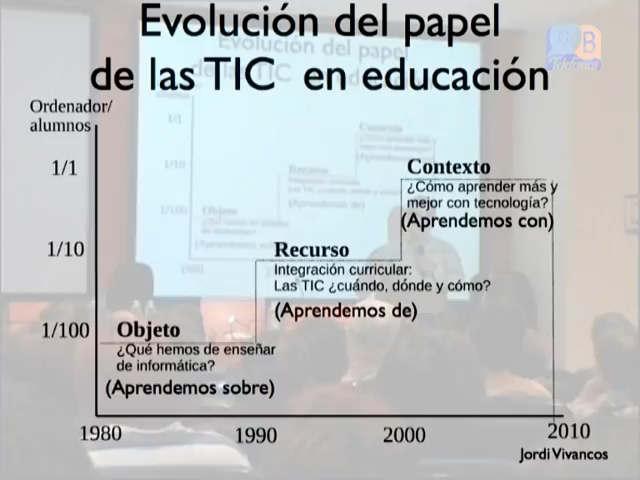 Evolución del papel
de las TIC en educación
Ordenador/
alumnos
1/1
Contexto
¿Cómo aprender más y
mejor con tecnología?
(Aprendemos con)
1/10
Recurso
Integración curricular:
Las TIC ¿cuándo, dónde y cómo?
(Aprendemos de)
1/100
Objeto
¿Qué hemos de enseñar
de informática?
(Aprendemos sobre)
1980
1990
2000
2010
Jordi Vivancos
B